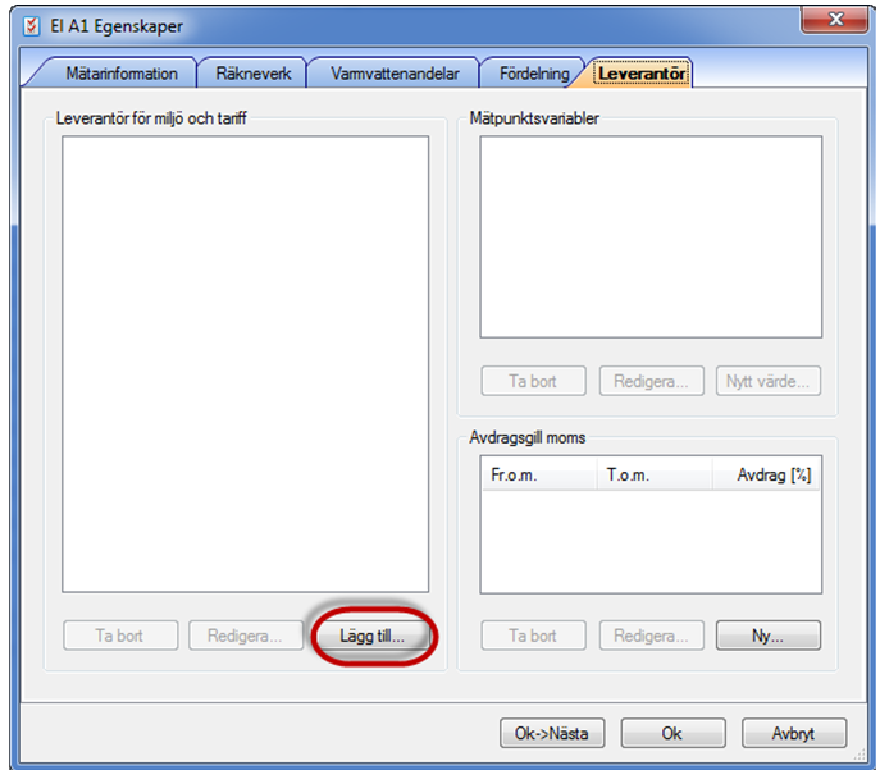 El A1 Egenskaper
Mätarinformation
Räkneverk
Varmvattenandelar
Fördelning
Leverantör
Leverantör för miljö och tariff
Ta bort
Redigera...
Lägg till...
Mätpunktsvariabler
Ta bort
Redigera...
Nytt värde...
Avdragsgill moms
Fr.o.m. T.o.m. Avdrag [%]
Ta bort
Redigera...
Ny...
Ok->Nästa
Ok
Avbryt